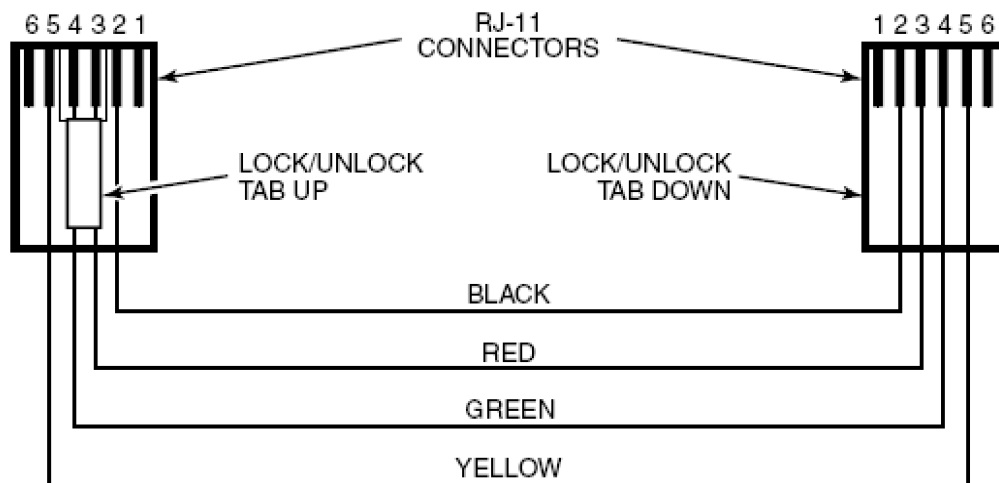 6 5 4 3 2 1
RJ-11
CONNECTORS
1 2 3 4 5 6
LOCK/UNLOCK
TAB UP
LOCK/UNLOCK
TAB DOWN
BLACK
RED
GREEN
YELLOW